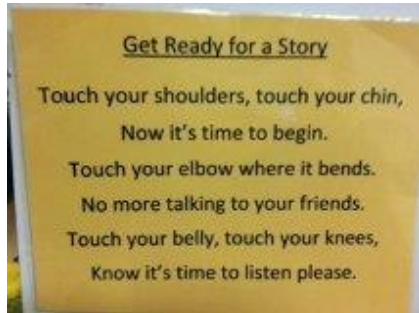 Get Ready for a Story
Touch your shoulders, touch your chin,
Now it's time to begin.
Touch your elbow where it bends.
No more talking to your friends.
Touch your belly, touch your knees,
Know it's time to listen please.